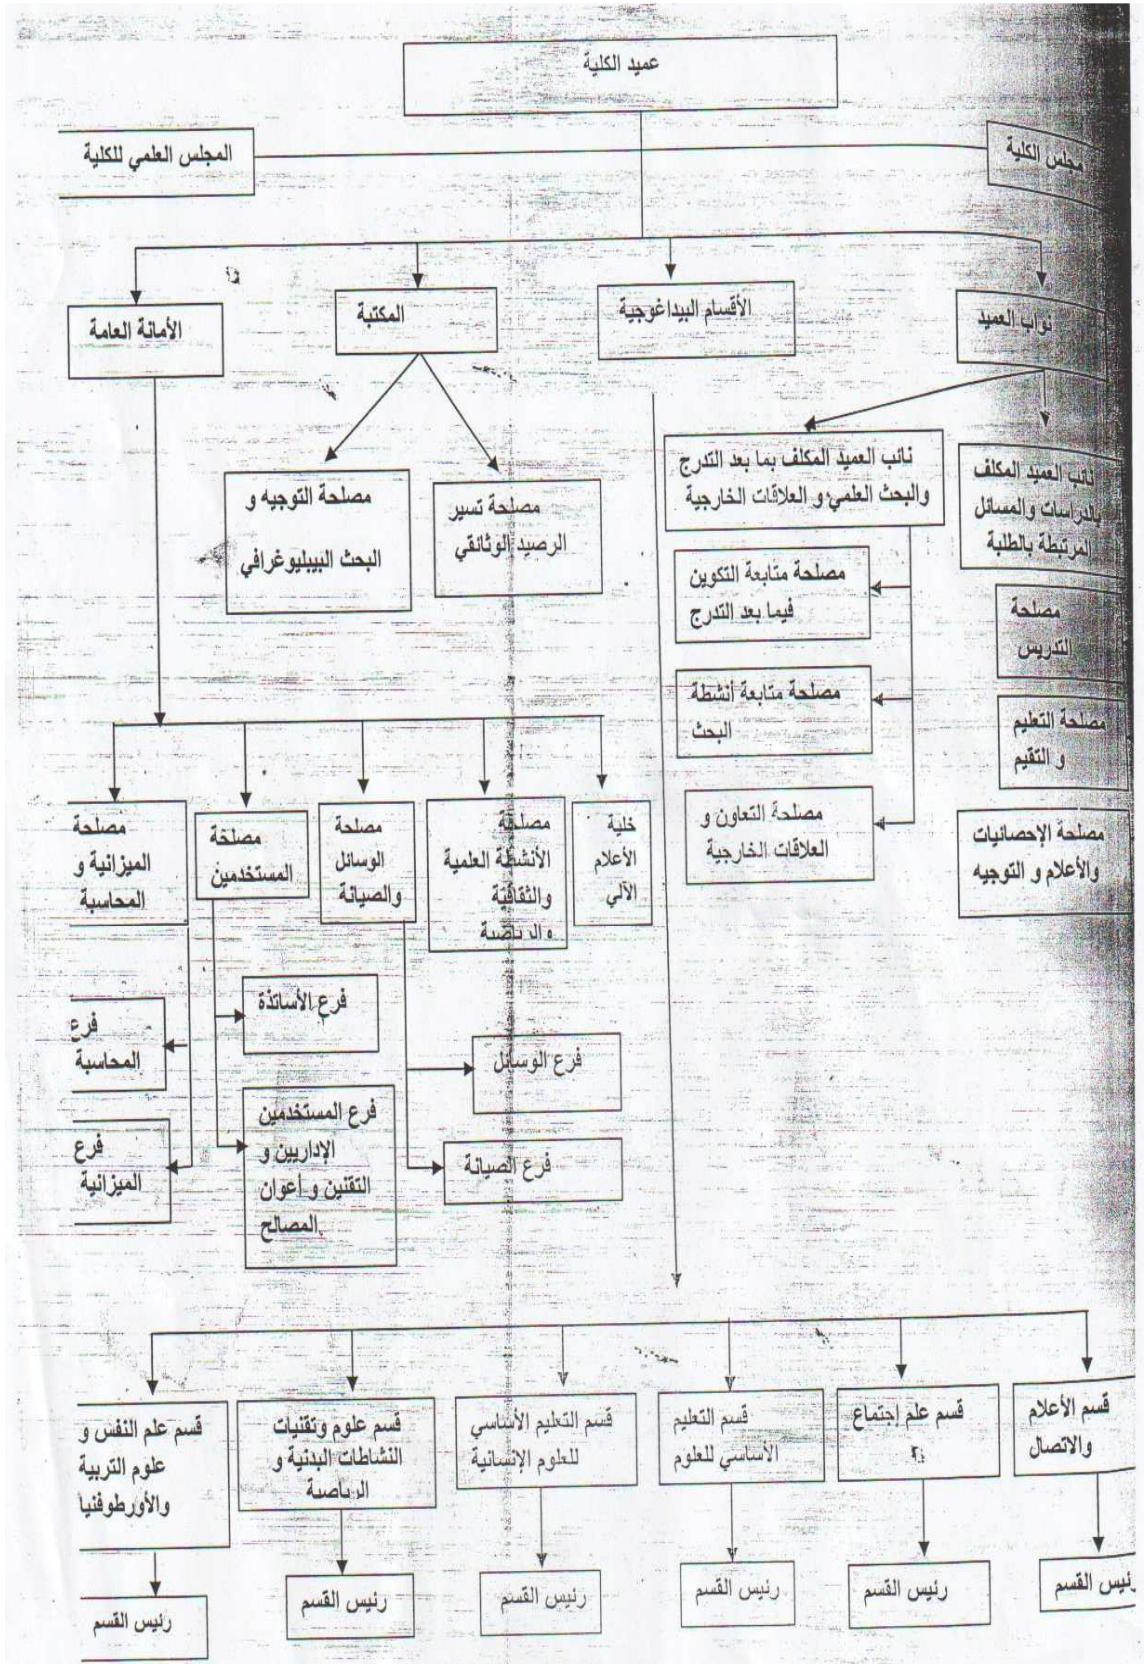 عميد الكلية
مجلس الكلية
المجلس العلمي للكلية
نواب العميد
الأقسام البيداغوجية
المكتبة
الأمانة العامة
نائب العميد المكلف
بالدراسات والمسائل
المرتبطة بالطلبة
نائب العميد المكلف بما بعد التدرج
والبحث العلمي و العلاقات الخارجية
مصلحة تسير
الرصيد الوثائقي
مصلحة التوجيه و
البحث البيبليوغرافي
مصلحة
التدريس
مصلحة متابعة التكوين
فيما بعد التدرج
مصلحة التعليم
و التقيم
مصلحة متابعة أنشطة
البحث
مصلحة الإحصائيات
والأعلام و التوجيه
مصلحة التعاون و
العلاقات الخارجية
خلية
الأعلام
الآلي
مصلحة
الأنشطة العلمية
والثقافية
والرياضية
مصلحة
الوسائل
والصيانة
مصلحة
المستخدمين
مصلحة
الميزانية و
المحاسبة
فرع الأساتذة
فرع
المحاسبة
فرع الوسائل
فرع المستخدمين
الإداريين و
التقنين و أعوان
المصالح
فرع
الميزانية
فرع الصيانة
قسم الأعلام
والاتصال
قسم علم إجتماع
قسم التعليم
الأساسي للعلوم
قسم التعليم الأساسي
للعلوم الإنسانية
قسم علوم وتقنيات
النشاطات البدنية و
الرياضية
قسم علم النفس و
علوم التربية
والأورطوفنيا
رئيس القسم
رئيس القسم
رئيس القسم
رئيس القسم
رئيس القسم
رئيس القسم